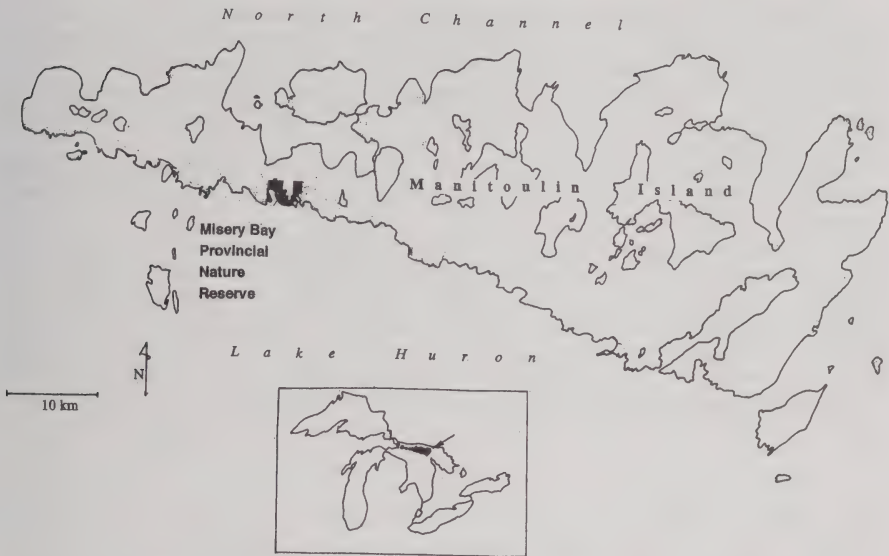 North Channel
Manitoulin Island
Misery Bay
Provincial
Nature
Reserve
Lake Huron
N
10 km